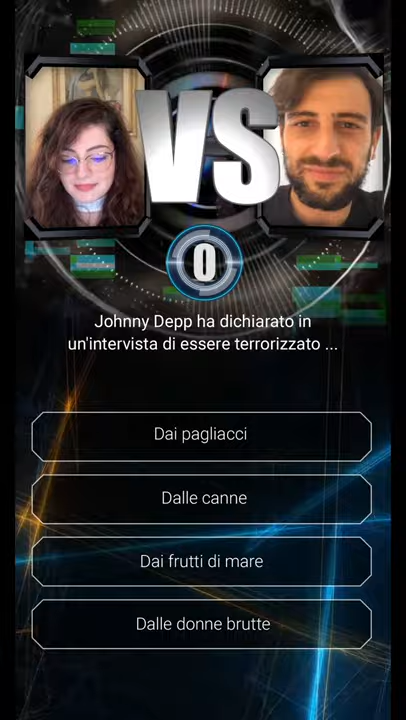 VS
0
Johnny Depp ha dichiarato in
un'intervista di essere terrorizzato ...
Dai pagliacci
Dalle canne
Dai frutti di mare
Dalle donne brutte